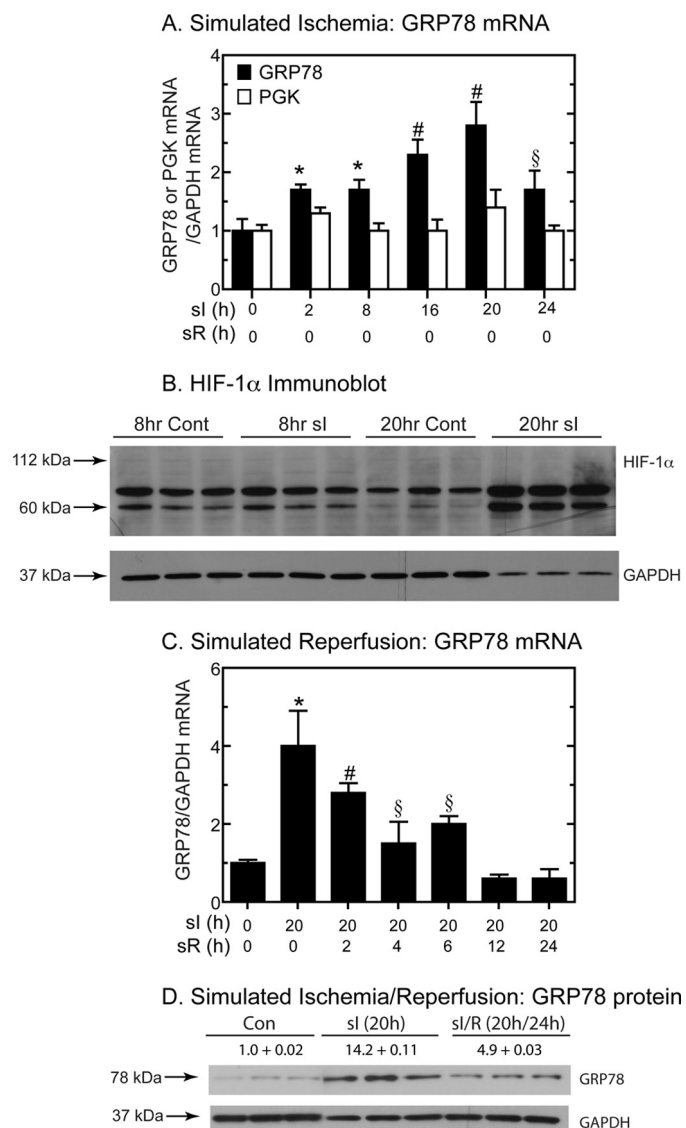 A. Simulated Ischemia: GRP78 mRNA
GRP78 or PGK mRNA
/GAPDH mRNA
4
3
2
1
0
GRP78
PGK
* * # # §
sI (h) 0 2 8 16 20 24
sR (h) 0 0 0 0 0 0
B. HIF-1α Immunoblot
8hr Cont 8hr sI 20hr Cont 20hr sI
112 kDa
HIF-1α
60 kDa
37 kDa
GAPDH
C. Simulated Reperfusion: GRP78 mRNA
GRP78/GAPDH mRNA
6
4
2
0
* # § §
sI (h) 0 20 20 20 20 20 20
sR (h) 0 0 2 4 6 12 24
D. Simulated Ischemia/Reperfusion: GRP78 protein
Con sI (20h) sI/R (20h/24h)
1.0 + 0.02 14.2 + 0.11 4.9 + 0.03
78 kDa
GRP78
37 kDa
GAPDH